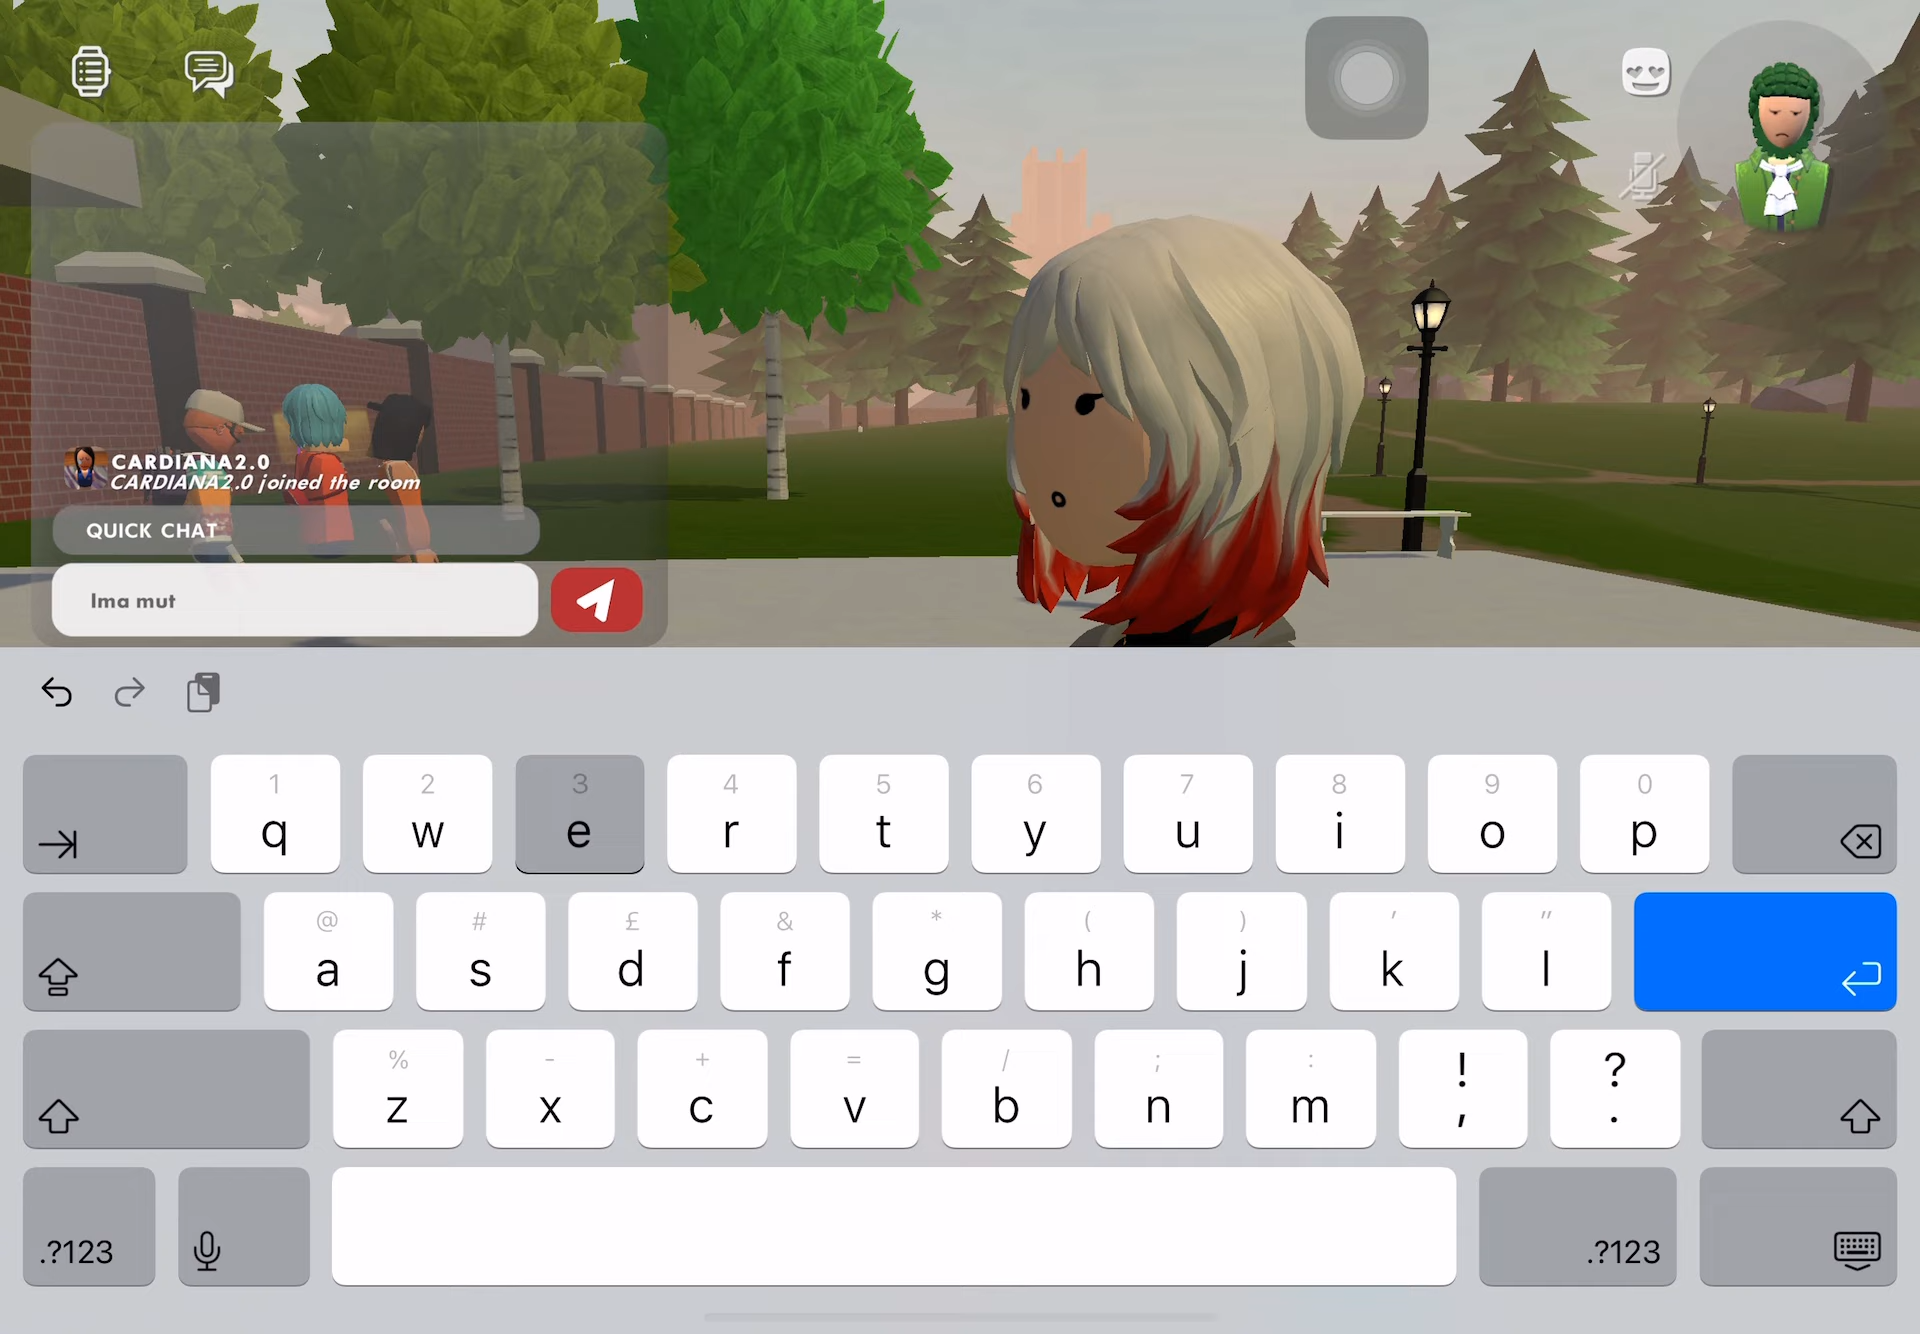 CARDIANA2.0
CARDIANA2.0 joined the room
QUICK CHAT
Ima mut
1 2 3 4 5 6 7 8 9 0
q w e r t y u i o p
@ # £ & * ( ) ' "
a s d f g h j k l
% - + = / ; : ! ?
z x c v b n m , .
.?123 .?123